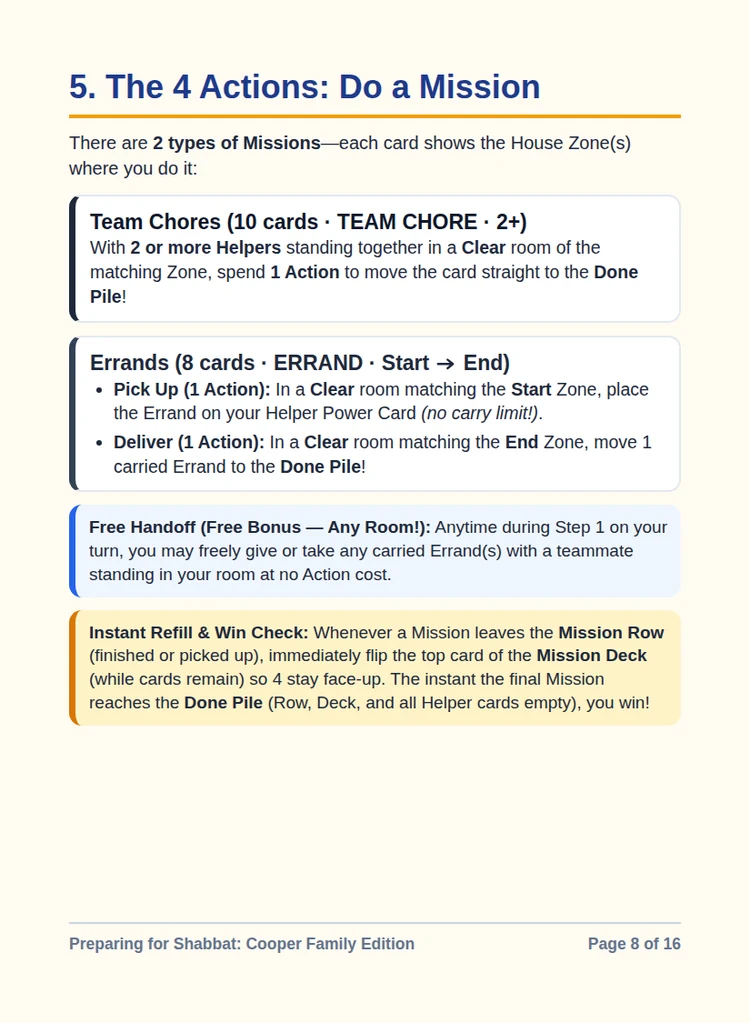 5. The 4 Actions: Do a Mission
There are 2 types of Missions—each card shows the House Zone(s)
where you do it:
Team Chores (10 cards · TEAM CHORE · 2+)
With 2 or more Helpers standing together in a Clear room of the
matching Zone, spend 1 Action to move the card straight to the Done
Pile!
Errands (8 cards · ERRAND · Start → End)
• Pick Up (1 Action): In a Clear room matching the Start Zone, place
the Errand on your Helper Power Card (no carry limit!).
• Deliver (1 Action): In a Clear room matching the End Zone, move 1
carried Errand to the Done Pile!
Free Handoff (Free Bonus — Any Room!): Anytime during Step 1 on your
turn, you may freely give or take any carried Errand(s) with a teammate
standing in your room at no Action cost.
Instant Refill & Win Check: Whenever a Mission leaves the Mission Row
(finished or picked up), immediately flip the top card of the Mission Deck
(while cards remain) so 4 stay face-up. The instant the final Mission
reaches the Done Pile (Row, Deck, and all Helper cards empty), you win!
Preparing for Shabbat: Cooper Family Edition
Page 8 of 16